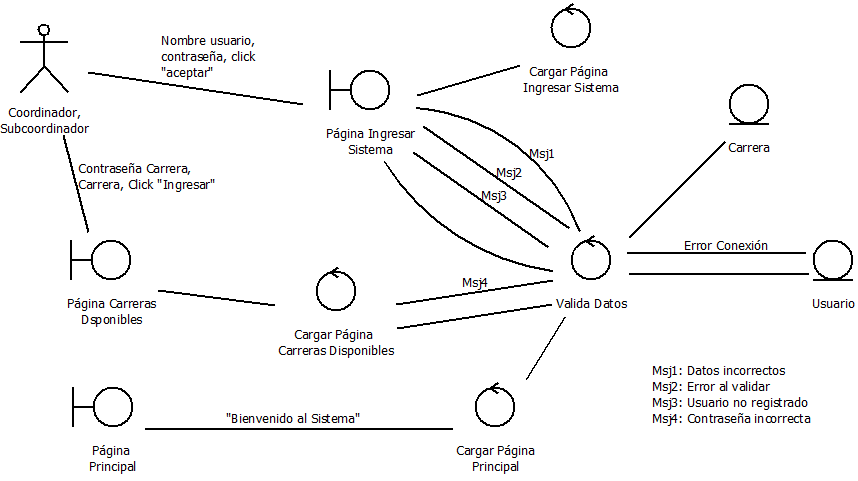 Nombre usuario,
contraseña, click
"aceptar"
Cargar Página
Ingresar Sistema
Coordinador,
Subcoordinador
Página Ingresar
Sistema
Carrera
Msj1
Msj2
Msj3
Contraseña Carrera,
Carrera, Click "Ingresar"
Error Conexión
Página Carreras
Dsponibles
Msj4
Cargar Página
Carreras Disponibles
Valida Datos
Usuario
Msj1: Datos incorrectos
Msj2: Error al validar
Msj3: Usuario no registrado
Msj4: Contraseña incorrecta
"Bienvenido al Sistema"
Página
Principal
Cargar Página
Principal